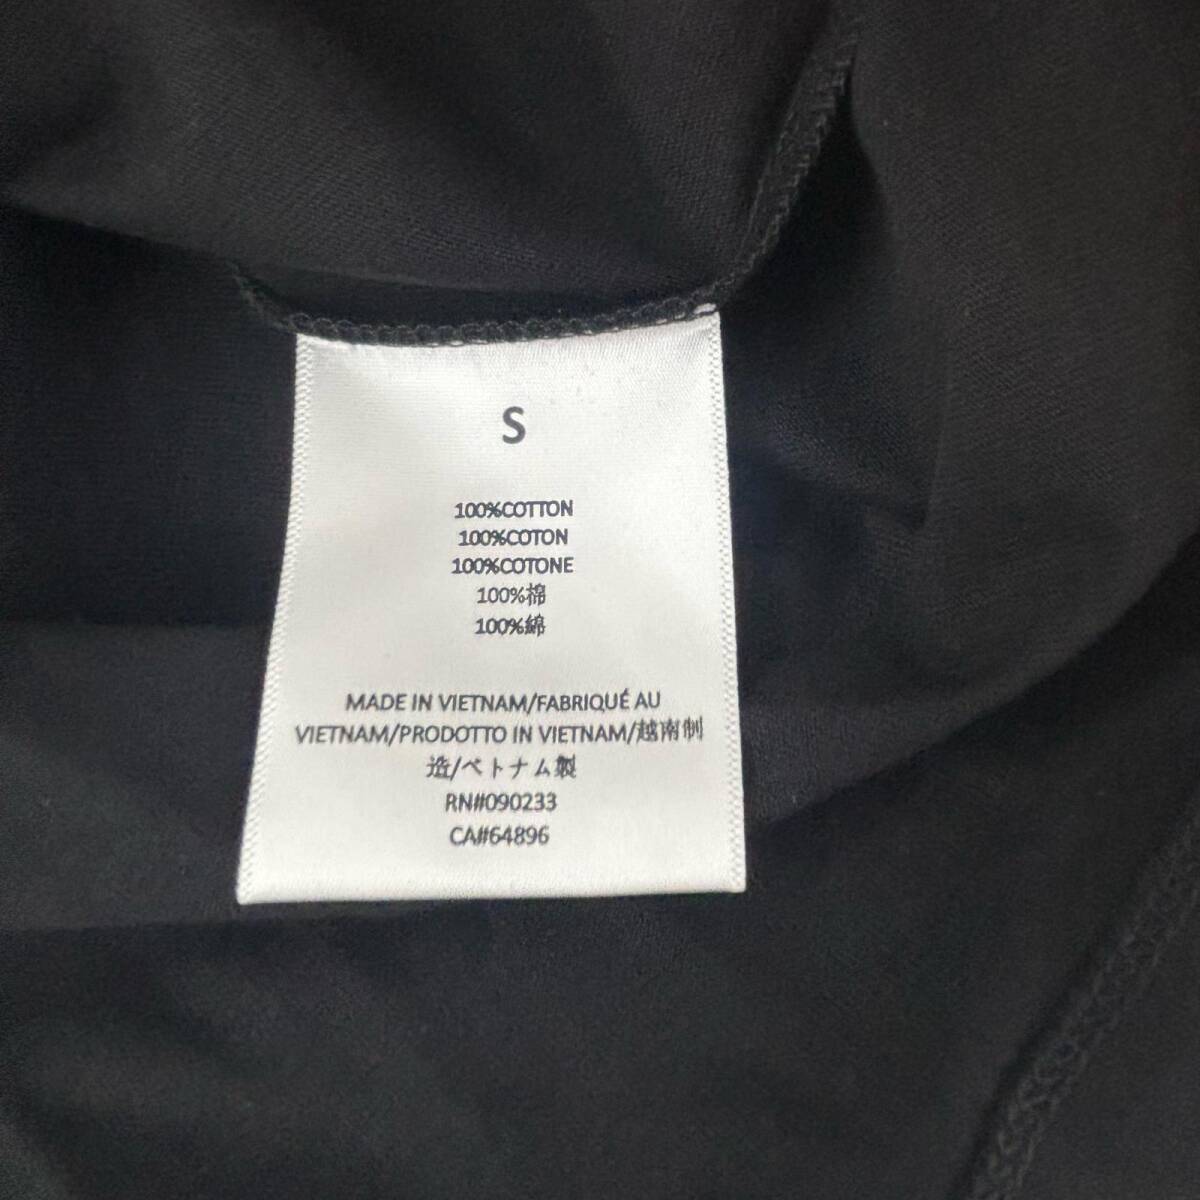 S
100%COTTON
100%COTON
100%COTONE
100%棉
100%綿
MADE IN VIETNAM/FABRIQUÉ AU
VIETNAM/PRODOTTO IN VIETNAM/越南制
造/ベトナム製
RN#090233
CA#64896